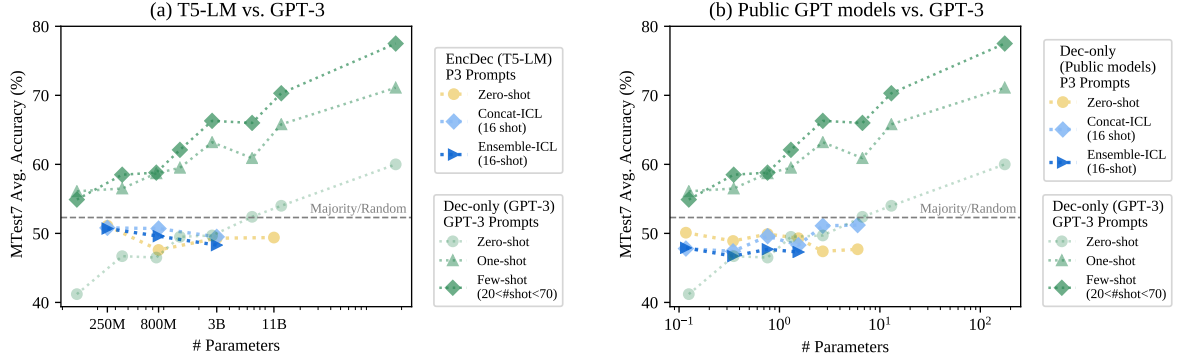 (a) T5-LM vs. GPT-3
MTest7 Avg. Accuracy (%)
80
70
60
50
40
Majority/Random
250M 800M 3B 11B
# Parameters
EncDec (T5-LM)
P3 Prompts
Zero-shot
Concat-ICL
(16 shot)
Ensemble-ICL
(16-shot)
Dec-only (GPT-3)
GPT-3 Prompts
Zero-shot
One-shot
Few-shot
(20<#shot<70)
(b) Public GPT models vs. GPT-3
MTest7 Avg. Accuracy (%)
80
70
60
50
40
Majority/Random
10⁻¹ 10⁰ 10¹ 10²
# Parameters
Dec-only
(Public models)
P3 Prompts
Zero-shot
Concat-ICL
(16 shot)
Ensemble-ICL
(16-shot)
Dec-only (GPT-3)
GPT-3 Prompts
Zero-shot
One-shot
Few-shot
(20<#shot<70)